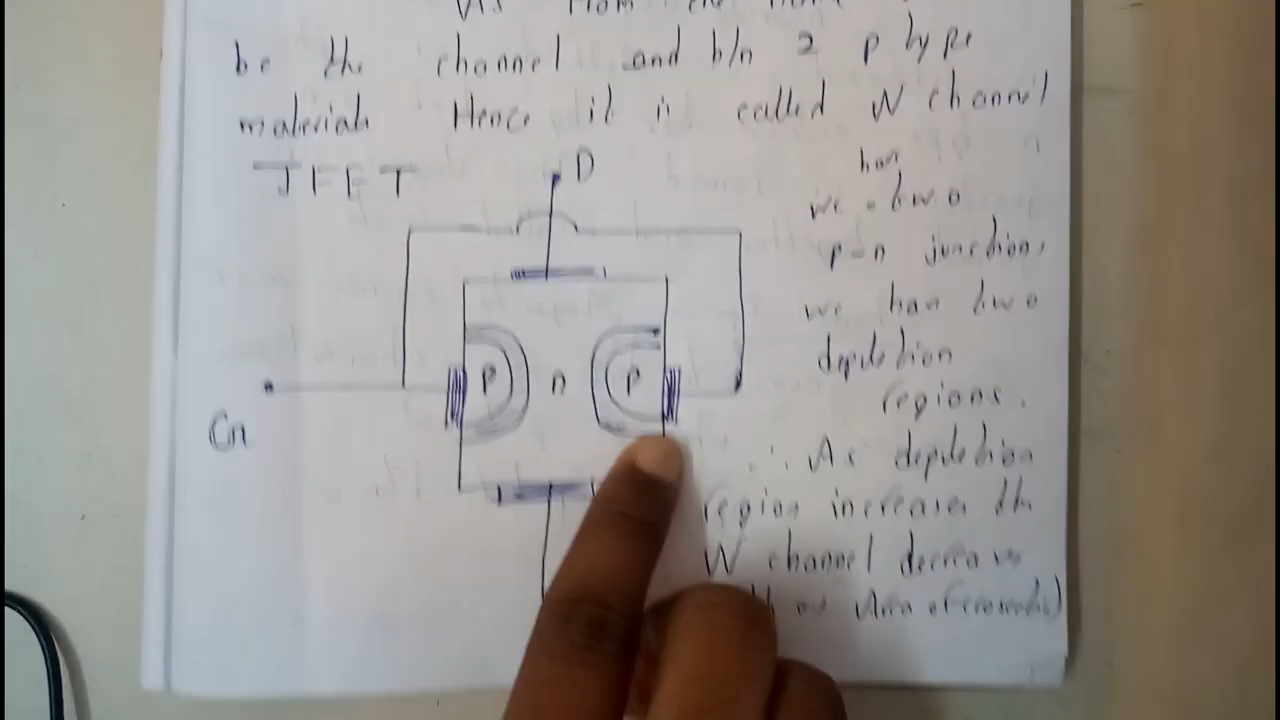 be the channel and b/n 2 p type
materials Hence it is called N channel
JFET
D
have
we two
p-n junctions
we have two
depletion
regions.
P n P
G
∴ As depletion
region increases the
N channel decreases